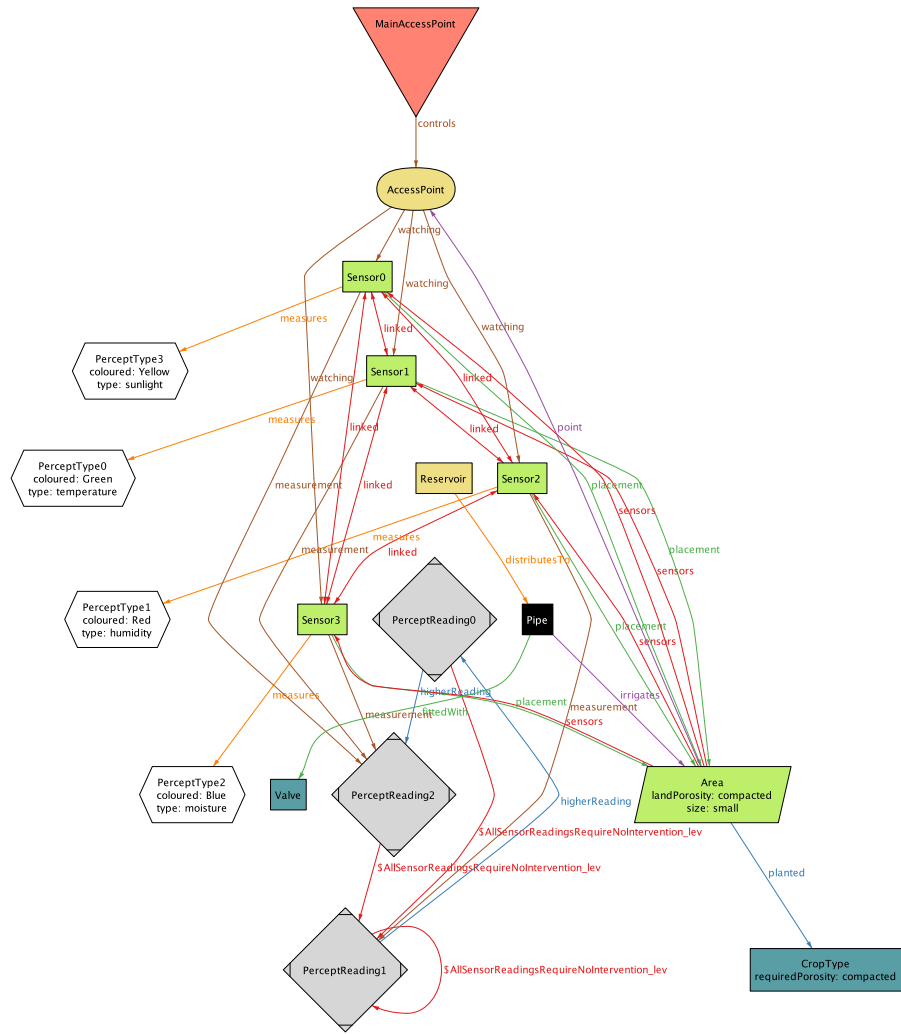 MainAccessPoint
controls
AccessPoint
watching
Sensor0
watching
measures
watching
linked
PerceptType3
coloured: Yellow
type: sunlight
Sensor1
watching
linked
measures
linked
linked
point
PerceptType0
coloured: Green
type: temperature
measurement
linked
Reservoir
Sensor2
placement
sensors
measures
measurement
linked
placement
distributesTo
sensors
PerceptType1
coloured: Red
type: humidity
Sensor3
PerceptReading0
Pipe
placement
sensors
measures
higherReading
irrigates
placement
measurement
fittedWith
measurement
sensors
PerceptType2
coloured: Blue
type: moisture
Valve
PerceptReading2
Area
landPorosity: compacted
size: small
higherReading
$AllSensorReadingsRequireNoIntervention_lev
$AllSensorReadingsRequireNoIntervention_lev
planted
PerceptReading1
$AllSensorReadingsRequireNoIntervention_lev
CropType
requiredPorosity: compacted